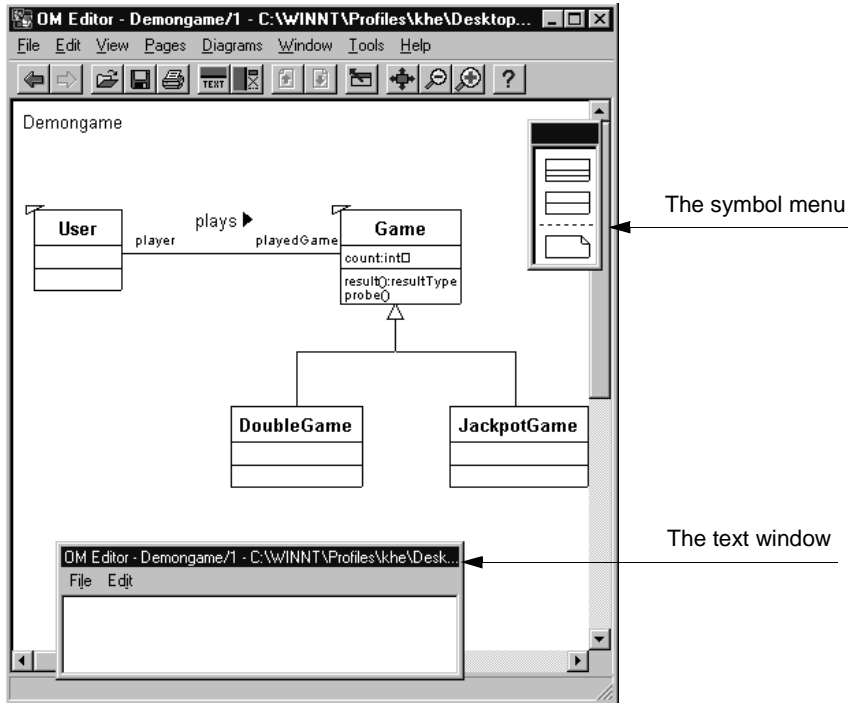 OM Editor - Demongame/1 - C:\WINNT\Profiles\khe\Desktop...
File Edit View Pages Diagrams Window Tools Help
TEXT
?
Demongame
The symbol menu
User
plays
Game
player
playedGame
count:int
result():resultType
probe()
DoubleGame
JackpotGame
The text window
OM Editor - Demongame/1 - C:\WINNT\Profiles\khe\Desk...
File Edit